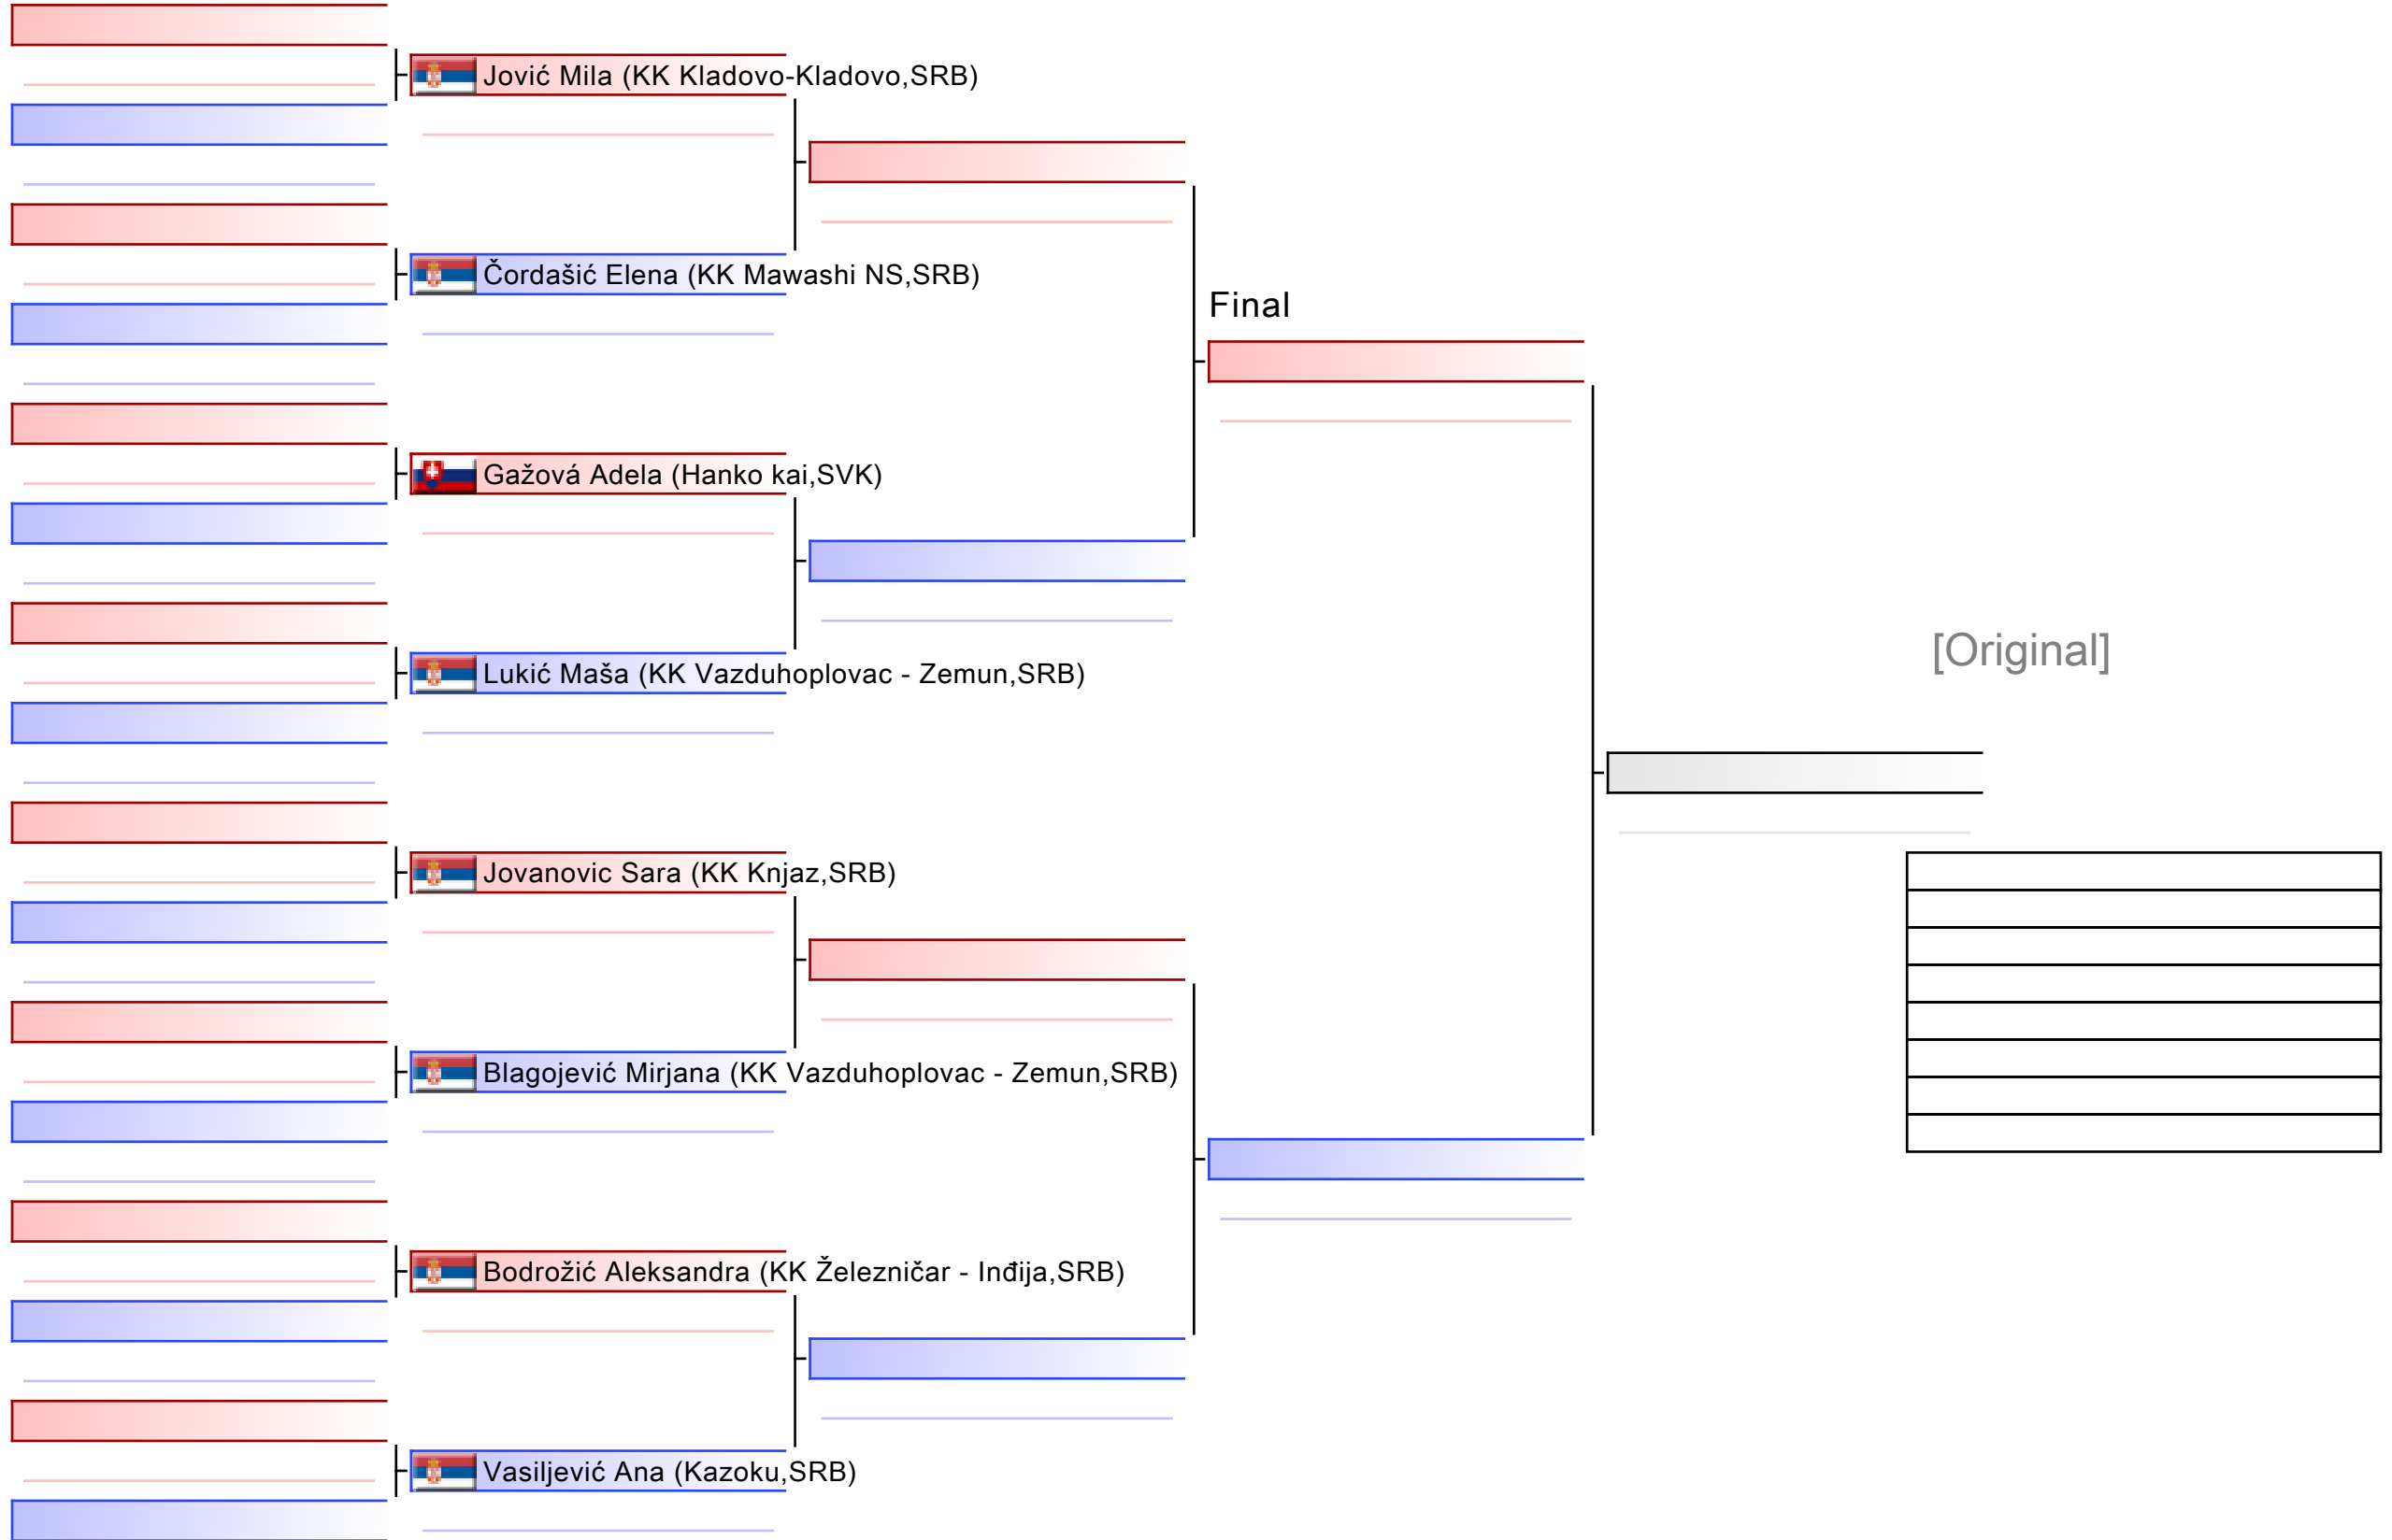 Jović Mila (KK Kladovo-Kladovo,SRB)
Čordašić Elena (KK Mawashi NS,SRB)
Final
Gažová Adela (Hanko kai,SVK)
[Original]
Lukić Maša (KK Vazduhoplovac - Zemun,SRB)
Jovanovic Sara (KK Knjaz,SRB)
Blagojević Mirjana (KK Vazduhoplovac - Zemun,SRB)
Bodrožić Aleksandra (KK Železničar - Inđija,SRB)
Vasiljević Ana (Kazoku,SRB)